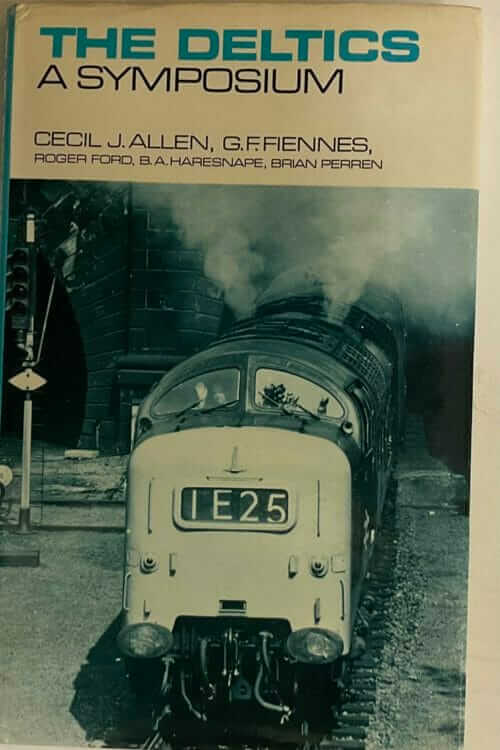 THE DELTICS
A SYMPOSIUM
CECIL J. ALLEN, G.F. FIENNES,
ROGER FORD, B.A. HARESNAPE, BRIAN PERREN
1E25